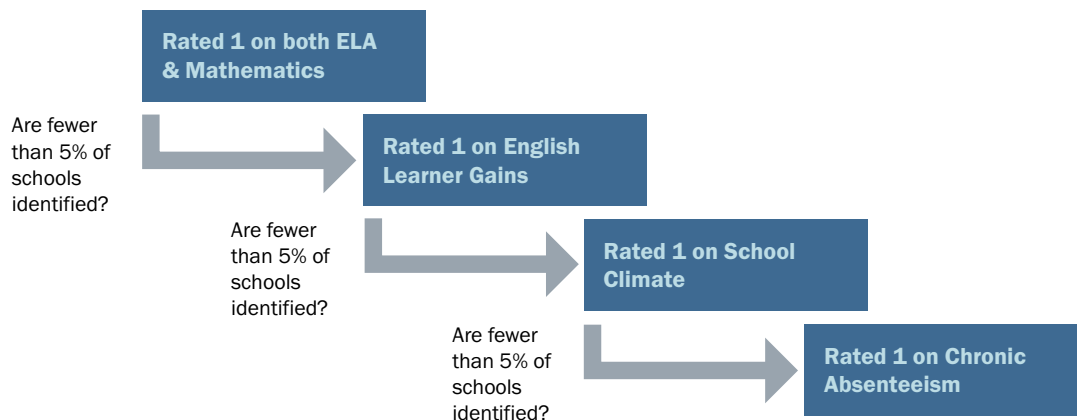 Rated 1 on both ELA
& Mathematics
Are fewer
than 5% of
schools
identified?
Rated 1 on English
Learner Gains
Are fewer
than 5% of
schools
identified?
Rated 1 on School
Climate
Are fewer
than 5% of
schools
identified?
Rated 1 on Chronic
Absenteeism